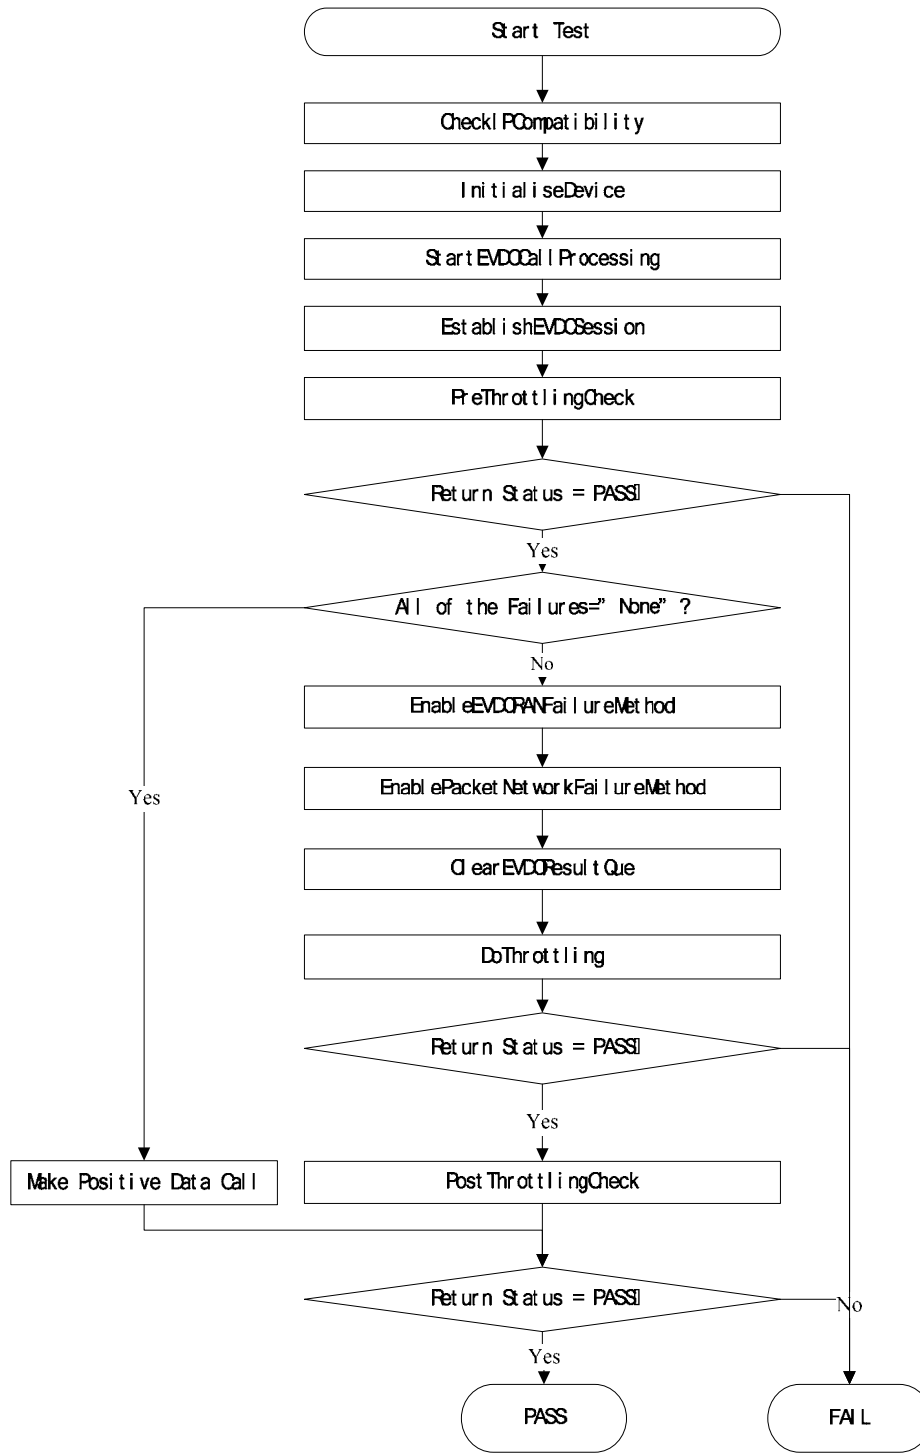 Start Test
CheckIPCompatibility
InitialiseDevice
StartEVDOCallProcessing
EstablishEVDOSession
PreThrottlingCheck
Return Status = PASS
Yes
All of the Failures=”None”?
No
EnableEVDORANFailureMethod
EnablePacketNetworkFailureMethod
Yes
ClearEVDOResultQue
DoThrottling
Return Status = PASS
Yes
Make Positive Data Call
PostThrottlingCheck
Return Status = PASS
No
Yes
PASS
FAIL